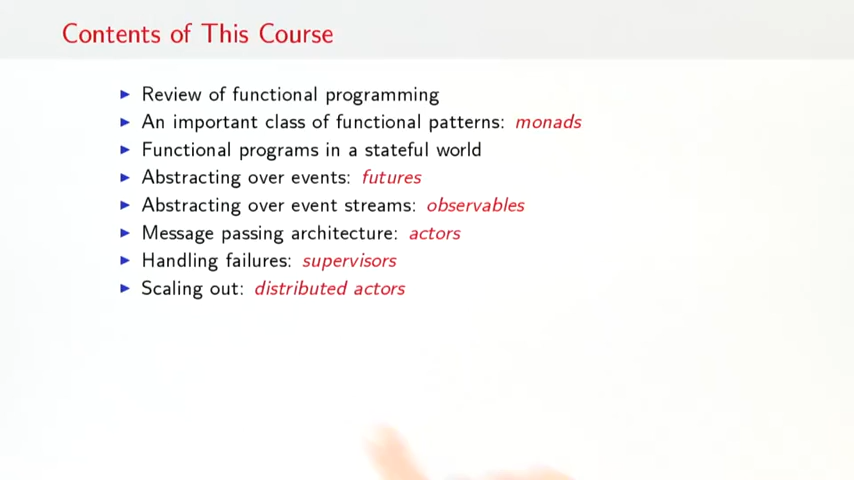 Contents of This Course
Review of functional programming
An important class of functional patterns: monads
Functional programs in a stateful world
Abstracting over events: futures
Abstracting over event streams: observables
Message passing architecture: actors
Handling failures: supervisors
Scaling out: distributed actors